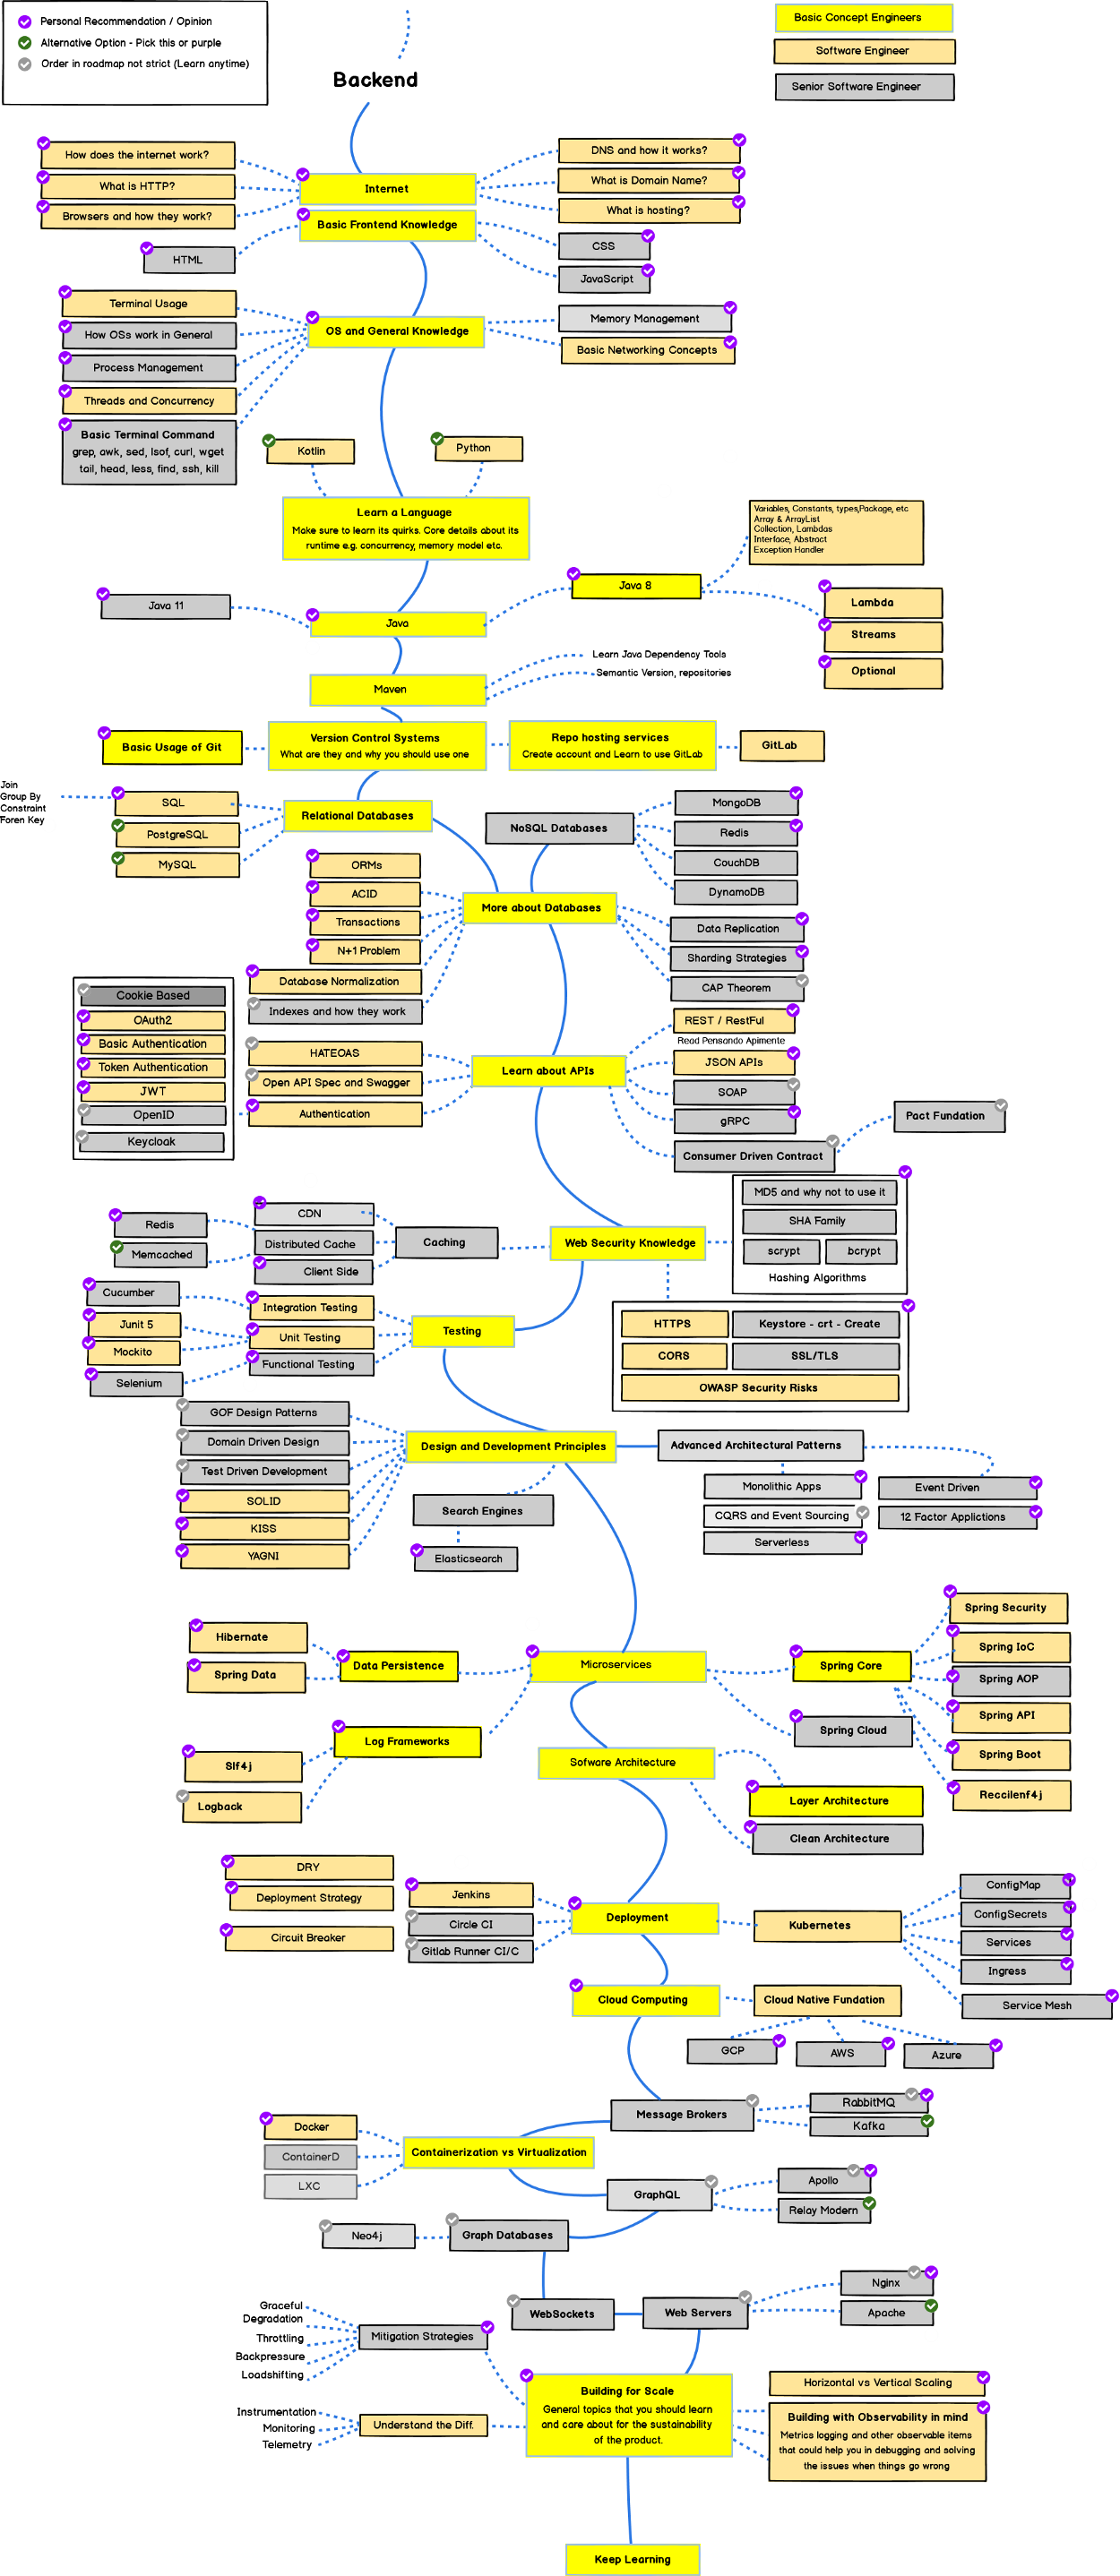 Personal Recommendation / Opinion
Alternative Option - Pick this or purple
Order in roadmap not strict (Learn anytime)
Basic Concept Engineers
Software Engineer
Senior Software Engineer
Backend
How does the internet work?
What is HTTP?
Browsers and how they work?
Internet
DNS and how it works?
What is Domain Name?
What is hosting?
Basic Frontend Knowledge
HTML
CSS
JavaScript
Terminal Usage
How OSs work in General
Process Management
Threads and Concurrency
Basic Terminal Command
grep, awk, sed, lsof, curl, wget
tail, head, less, find, ssh, kill
OS and General Knowledge
Memory Management
Basic Networking Concepts
Kotlin
Python
Learn a Language
Make sure to learn its quirks. Core details about its
runtime e.g. concurrency, memory model etc.
Variables, Constants, types,Package, etc
Array & ArrayList
Collection, Lambdas
Interface, Abstract
Exception Handler
Java 11
Java
Java 8
Lambda
Streams
Optional
Maven
Learn Java Dependency Tools
Semantic Version, repositories
Basic Usage of Git
Version Control Systems
What are they and why you should use one
Repo hosting services
Create account and Learn to use GitLab
GitLab
Join
Group By
Constraint
Foren Key
SQL
PostgreSQL
MySQL
Relational Databases
NoSQL Databases
MongoDB
Redis
CouchDB
DynamoDB
ORMs
ACID
Transactions
N+1 Problem
Database Normalization
Indexes and how they work
More about Databases
Data Replication
Sharding Strategies
CAP Theorem
Cookie Based
OAuth2
Basic Authentication
Token Authentication
JWT
OpenID
Keycloak
HATEOAS
Open API Spec and Swagger
Authentication
Learn about APIs
REST / RestFul
Read Pensando Apimente
JSON APIs
SOAP
gRPC
Consumer Driven Contract
Pact Fundation
MD5 and why not to use it
SHA Family
scrypt
bcrypt
Hashing Algorithms
Redis
Memcached
CDN
Distributed Cache
Client Side
Caching
Web Security Knowledge
HTTPS
Keystore - crt - Create
CORS
SSL/TLS
OWASP Security Risks
Cucumber
Junit 5
Mockito
Selenium
Integration Testing
Unit Testing
Functional Testing
Testing
GOF Design Patterns
Domain Driven Design
Test Driven Development
SOLID
KISS
YAGNI
Design and Development Principles
Search Engines
Elasticsearch
Advanced Architectural Patterns
Monolithic Apps
CQRS and Event Sourcing
Serverless
Event Driven
12 Factor Applictions
Hibernate
Spring Data
Data Persistence
Microservices
Spring Core
Spring Cloud
Spring Security
Spring IoC
Spring AOP
Spring API
Spring Boot
Reccilenf4j
Log Frameworks
Slf4j
Logback
Sofware Architecture
Layer Architecture
Clean Architecture
DRY
Deployment Strategy
Circuit Breaker
Jenkins
Circle CI
Gitlab Runner CI/C
Deployment
Kubernetes
ConfigMap
ConfigSecrets
Services
Ingress
Service Mesh
Cloud Computing
Cloud Native Fundation
GCP
AWS
Azure
Message Brokers
RabbitMQ
Kafka
Docker
ContainerD
LXC
Containerization vs Virtualization
GraphQL
Apollo
Relay Modern
Neo4j
Graph Databases
WebSockets
Web Servers
Nginx
Apache
Graceful
Degradation
Throttling
Backpressure
Loadshifting
Mitigation Strategies
Instrumentation
Monitoring
Telemetry
Understand the Diff.
Building for Scale
General topics that you should learn
and care about for the sustainability
of the product.
Horizontal vs Vertical Scaling
Building with Observability in mind
Metrics logging and other observable items
that could help you in debugging and solving
the issues when things go wrong
Keep Learning